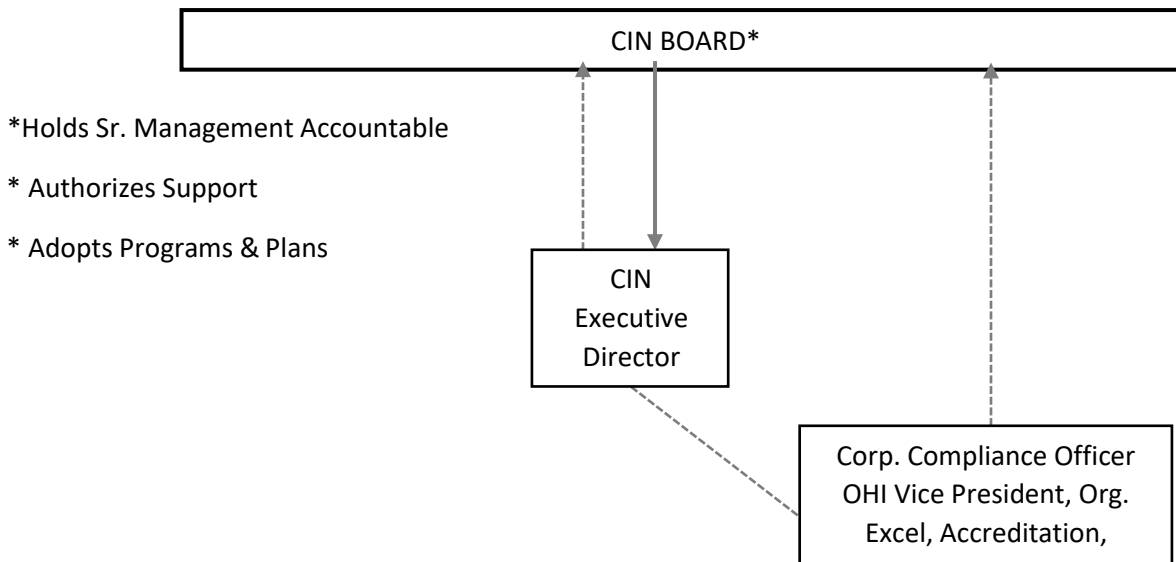 CIN BOARD*
*Holds Sr. Management Accountable
* Authorizes Support
* Adopts Programs & Plans
CIN
Executive
Director
Corp. Compliance Officer
OHI Vice President, Org.
Excel, Accreditation,